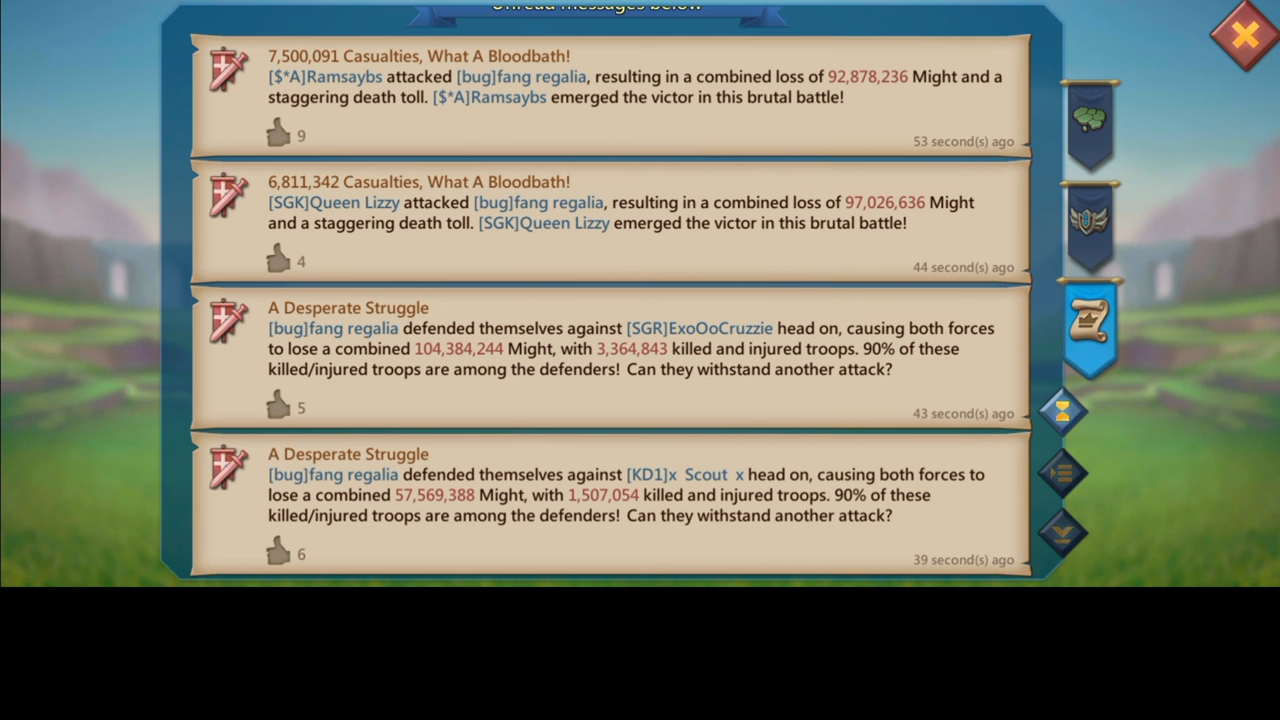 Unread messages below
7,500,091 Casualties, What A Bloodbath!
[$*A]Ramsaybs attacked [bug]fang regalia, resulting in a combined loss of 92,878,236 Might and a
staggering death toll. [$*A]Ramsaybs emerged the victor in this brutal battle!
9
53 second(s) ago
6,811,342 Casualties, What A Bloodbath!
[SGK]Queen Lizzy attacked [bug]fang regalia, resulting in a combined loss of 97,026,636 Might
and a staggering death toll. [SGK]Queen Lizzy emerged the victor in this brutal battle!
4
44 second(s) ago
A Desperate Struggle
[bug]fang regalia defended themselves against [SGR]ExoOoCruzzie head on, causing both forces
to lose a combined 104,384,244 Might, with 3,364,843 killed and injured troops. 90% of these
killed/injured troops are among the defenders! Can they withstand another attack?
5
43 second(s) ago
A Desperate Struggle
[bug]fang regalia defended themselves against [KD1]x Scout x head on, causing both forces to
lose a combined 57,569,388 Might, with 1,507,054 killed and injured troops. 90% of these
killed/injured troops are among the defenders! Can they withstand another attack?
6
39 second(s) ago